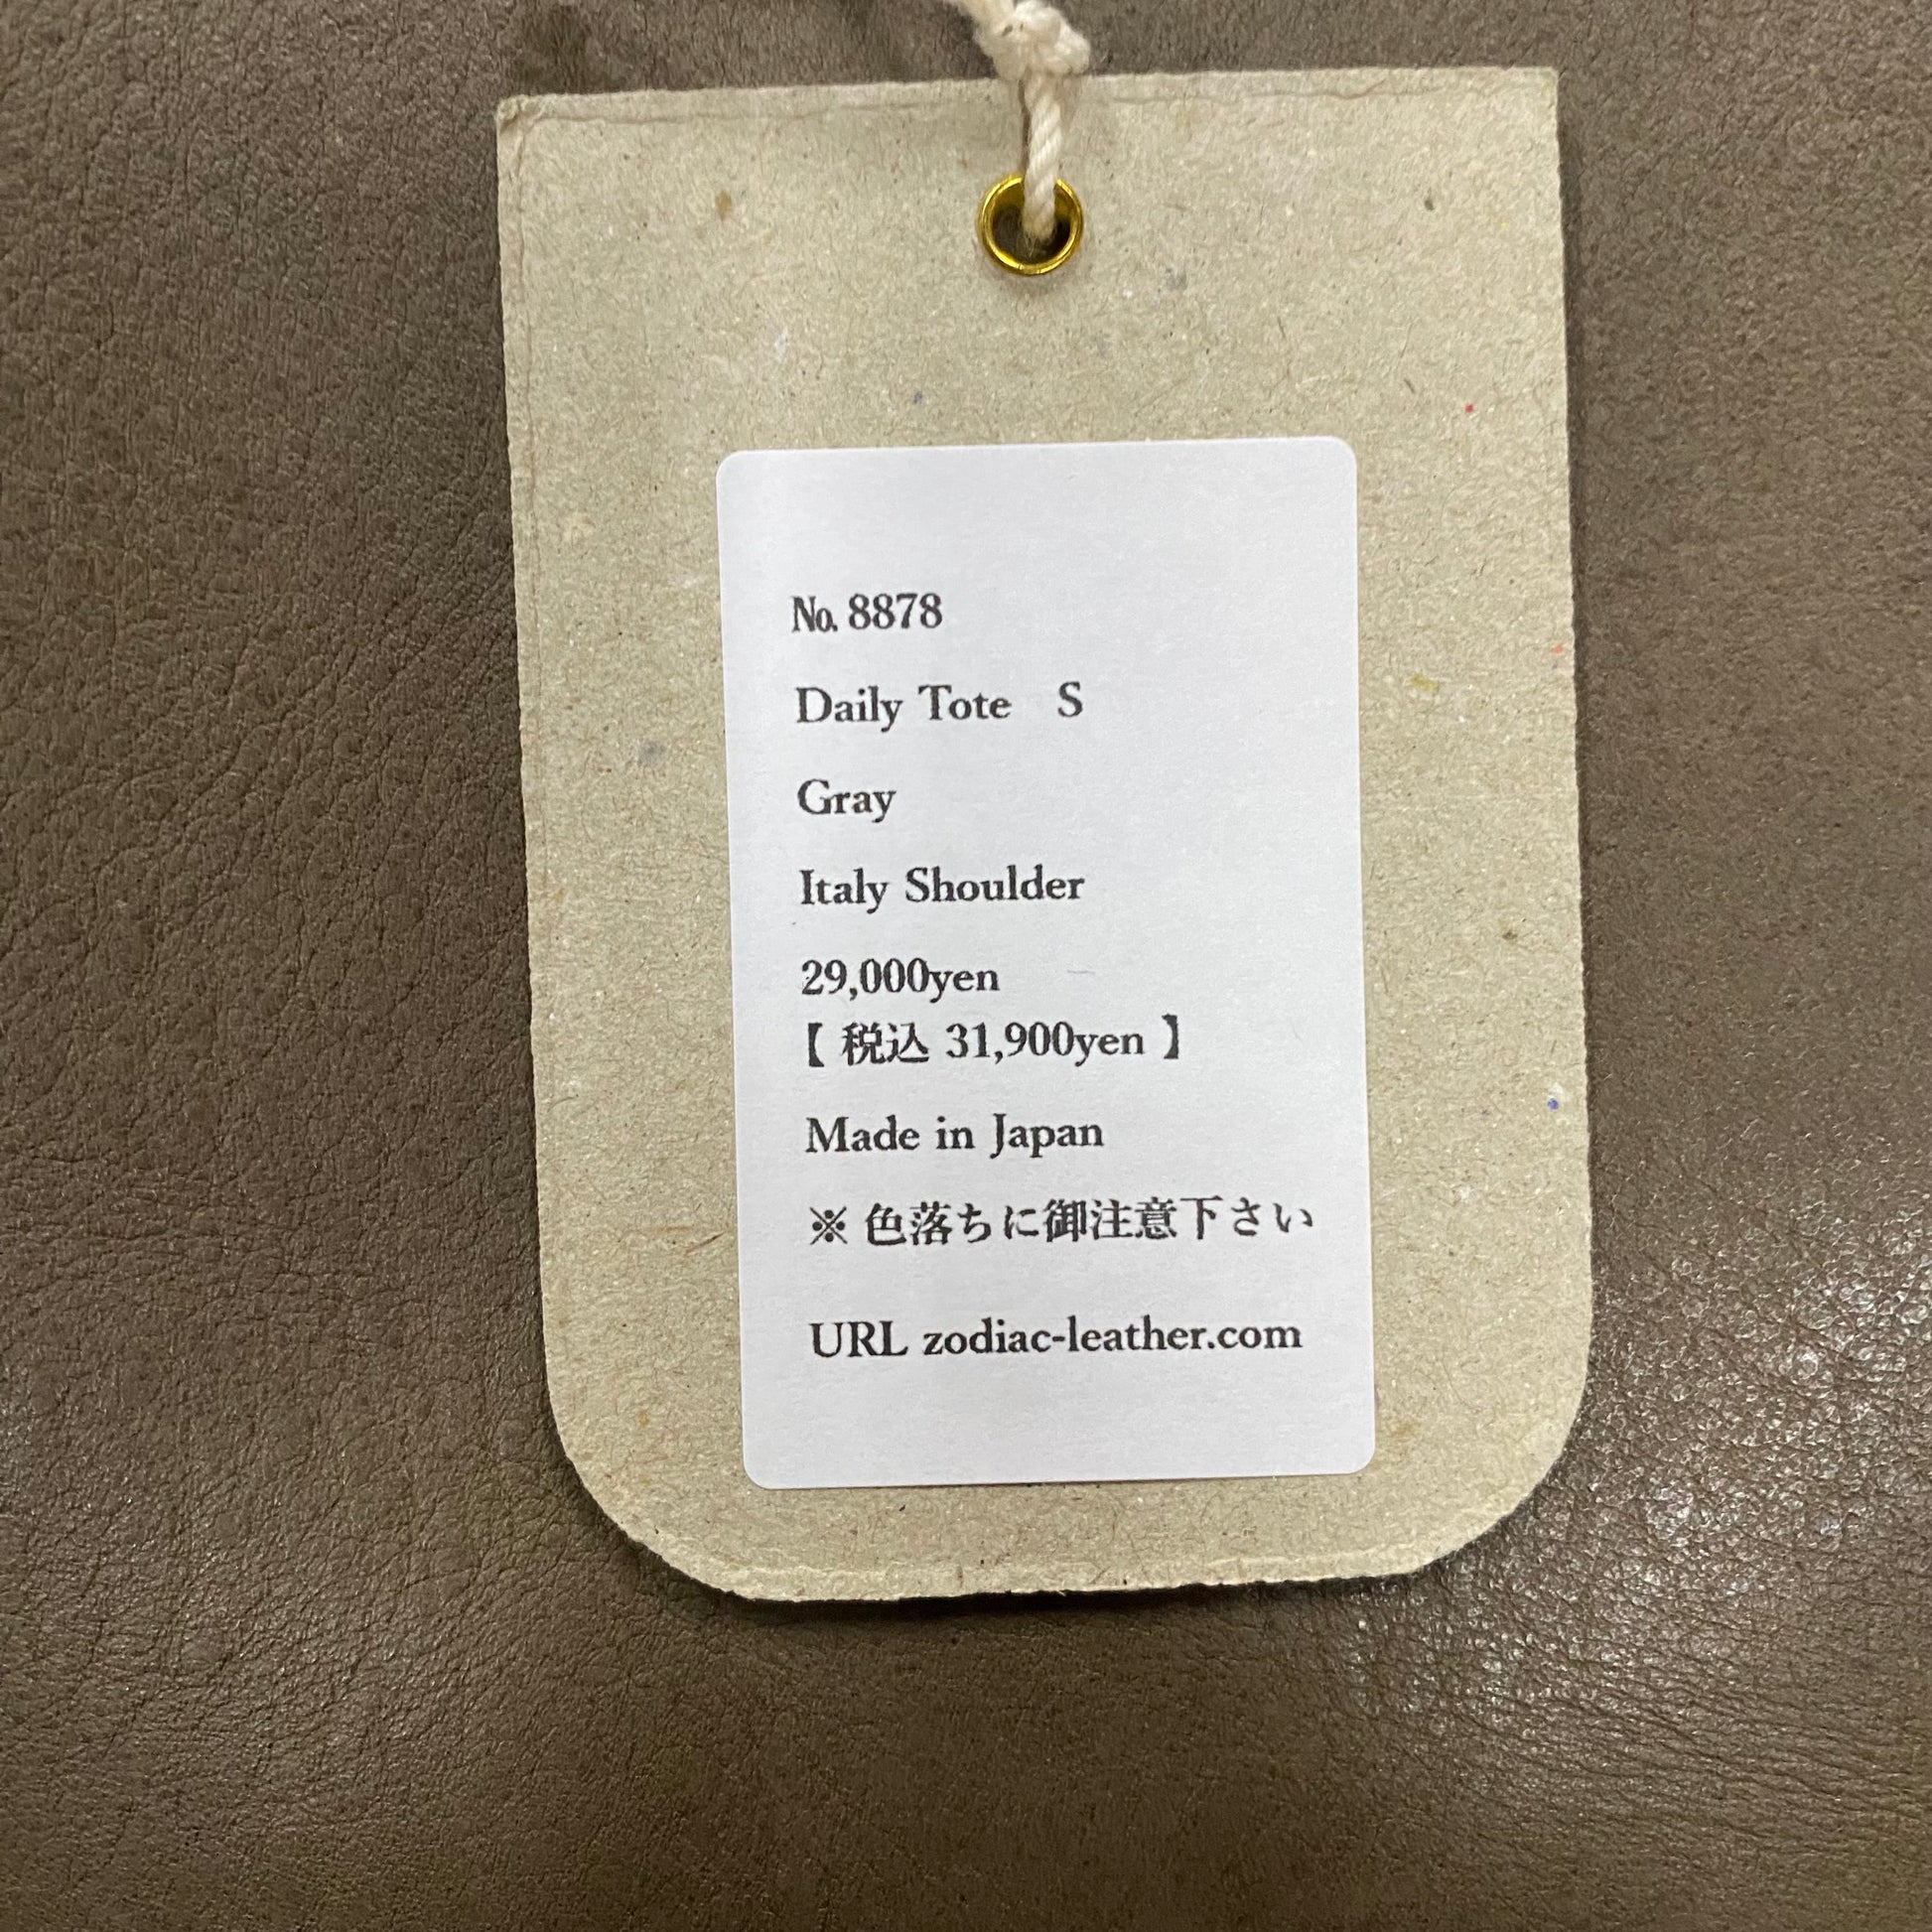 № 8878
Daily Tote　S
Gray
Italy Shoulder
29,000yen
【 税込 31,900yen 】
Made in Japan
※ 色落ちに御注意下さい
URL zodiac-leather.com